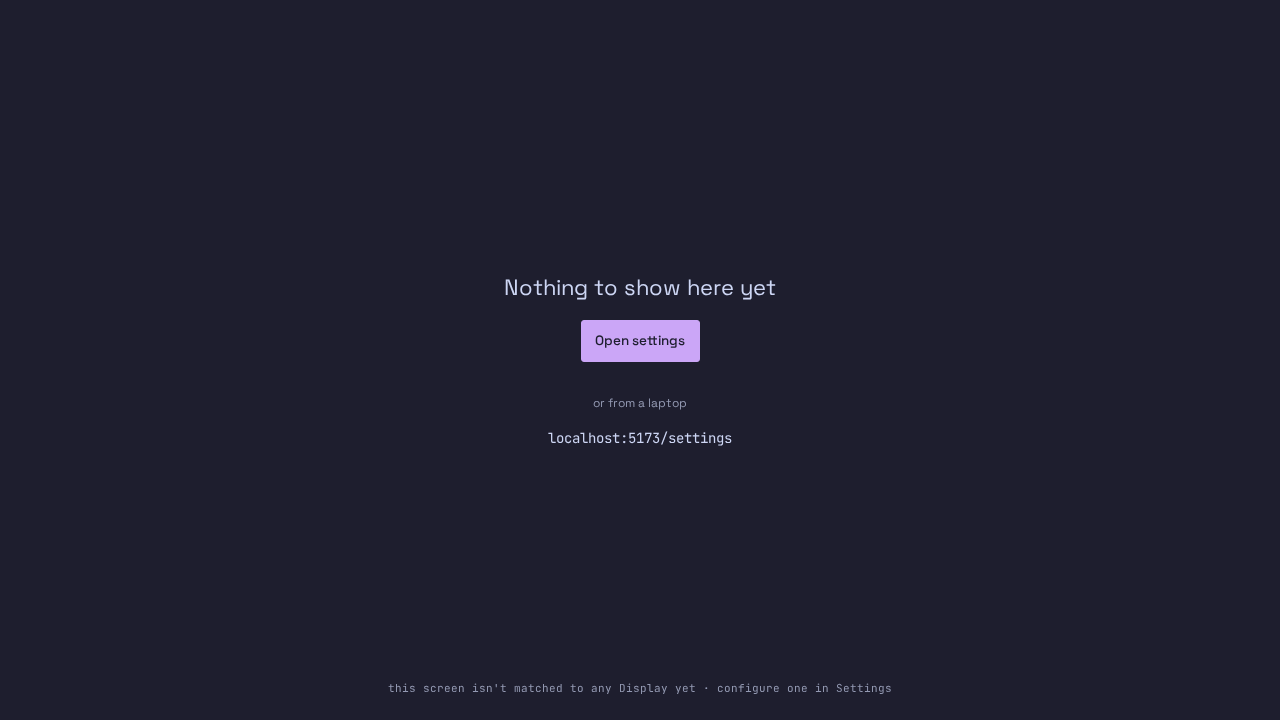 Nothing to show here yet
Open settings
or from a laptop
localhost:5173/settings
this screen isn't matched to any Display yet · configure one in Settings